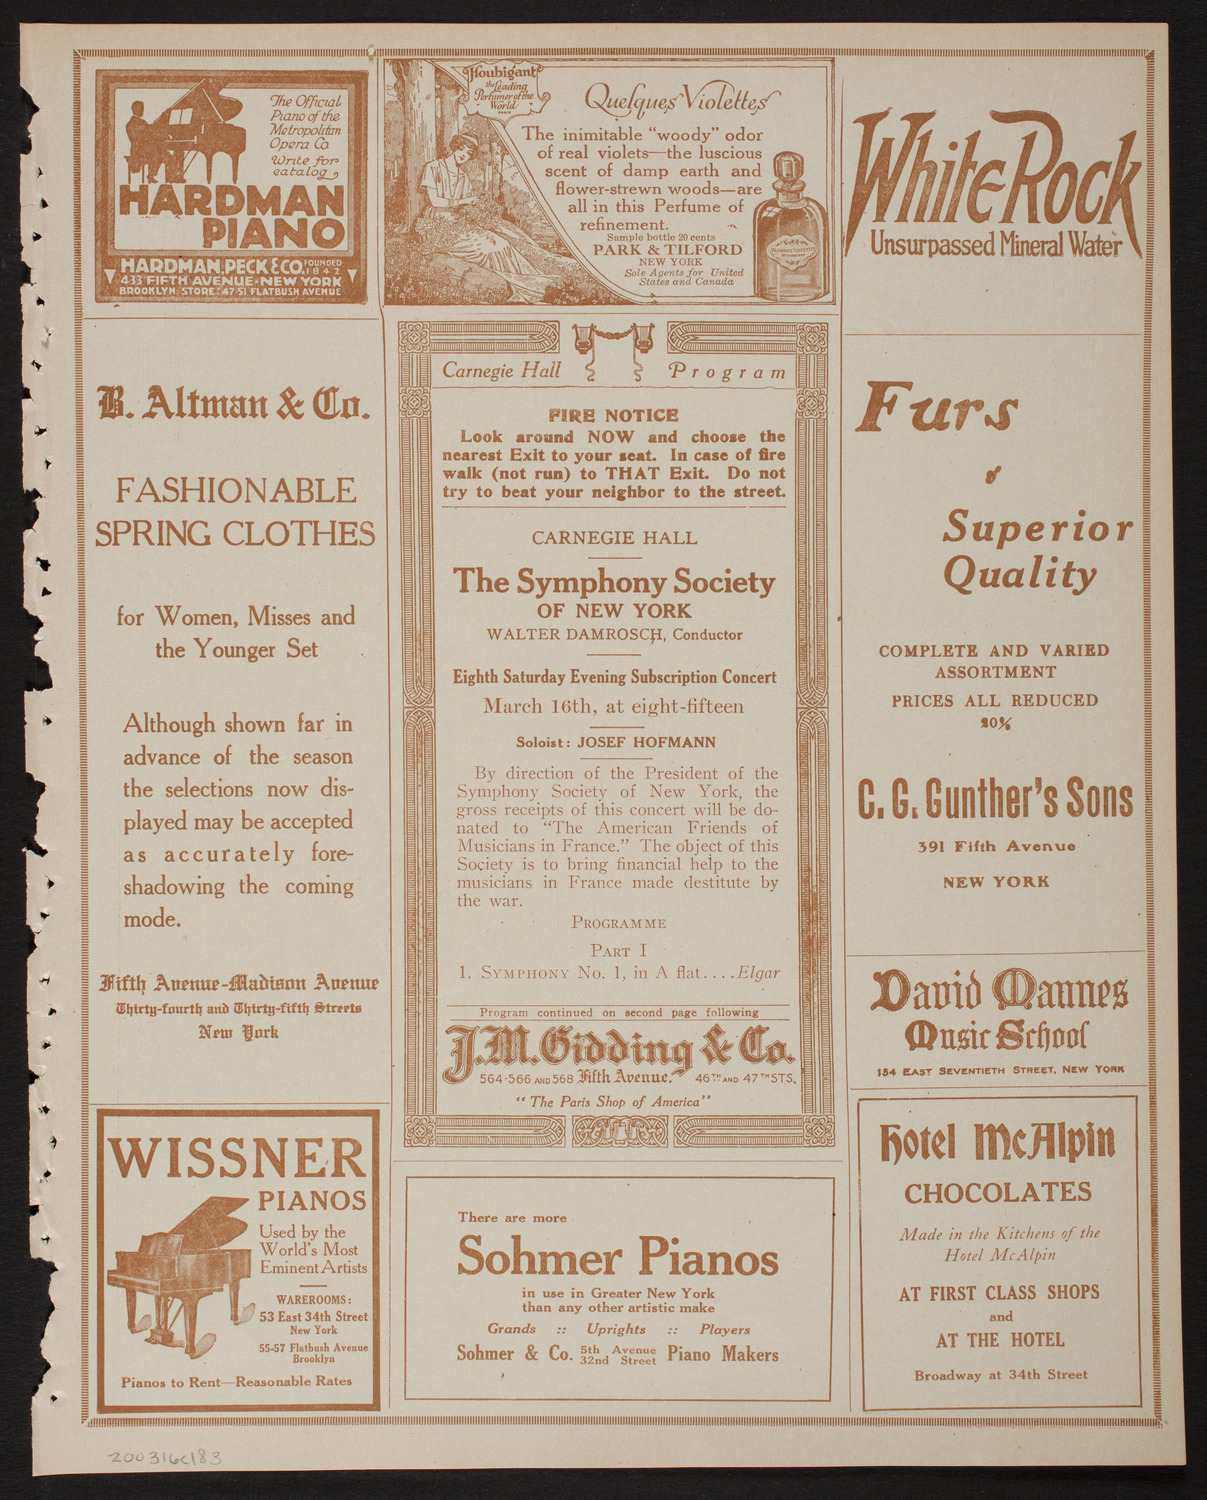 The Official
Piano of the
Metropolitan
Opera Co.
Write for
catalog
HARDMAN
PIANO
HARDMAN, PECK & CO. FOUNDED 1842
433 FIFTH AVENUE · NEW YORK
BROOKLYN STORE: 47-51 FLATBUSH AVENUE
Houbigant
the Leading
Perfumer of the
World
PARIS
Quelques Violettes
The inimitable "woody" odor
of real violets—the luscious
scent of damp earth and
flower-strewn woods—are
all in this Perfume of
refinement.
Sample bottle 20 cents
PARK & TILFORD
NEW YORK
Sole Agents for United
States and Canada
White Rock
Unsurpassed Mineral Water
B. Altman & Co.
FASHIONABLE
SPRING CLOTHES
for Women, Misses and
the Younger Set
Although shown far in
advance of the season
the selections now dis-
played may be accepted
as accurately fore-
shadowing the coming
mode.
Fifth Avenue-Madison Avenue
Thirty-fourth and Thirty-fifth Streets
New York
WISSNER
PIANOS
Used by the
World's Most
Eminent Artists
WAREROOMS:
53 East 34th Street
New York
55-57 Flatbush Avenue
Brooklyn
Pianos to Rent—Reasonable Rates
Carnegie Hall Program
FIRE NOTICE
Look around NOW and choose the
nearest Exit to your seat. In case of fire
walk (not run) to THAT Exit. Do not
try to beat your neighbor to the street.
CARNEGIE HALL
The Symphony Society
OF NEW YORK
WALTER DAMROSCH, Conductor
Eighth Saturday Evening Subscription Concert
March 16th, at eight-fifteen
Soloist: JOSEF HOFMANN
By direction of the President of the
Symphony Society of New York, the
gross receipts of this concert will be do-
nated to "The American Friends of
Musicians in France." The object of this
Society is to bring financial help to the
musicians in France made destitute by
the war.
PROGRAMME
PART I
1. SYMPHONY No. 1, in A flat....Elgar
Program continued on second page following
J.M. Gidding & Co.
564-566 AND 568 Fifth Avenue. 46TH AND 47TH STS.
"The Paris Shop of America"
There are more
Sohmer Pianos
in use in Greater New York
than any other artistic make
Grands :: Uprights :: Players
Sohmer & Co. 5th Avenue 32nd Street Piano Makers
Furs
of
Superior
Quality
COMPLETE AND VARIED
ASSORTMENT
PRICES ALL REDUCED
20%
C. G. Gunther's Sons
391 Fifth Avenue
NEW YORK
David Mannes
Music School
154 EAST SEVENTIETH STREET, NEW YORK
Hotel McAlpin
CHOCOLATES
Made in the Kitchens of the
Hotel McAlpin
AT FIRST CLASS SHOPS
and
AT THE HOTEL
Broadway at 34th Street
200316c183